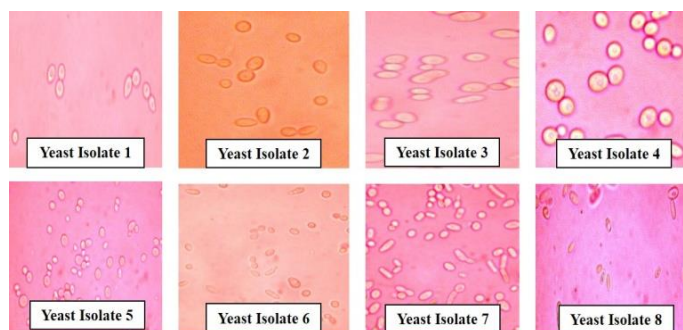 Yeast Isolate 1
Yeast Isolate 2
Yeast Isolate 3
Yeast Isolate 4
Yeast Isolate 5
Yeast Isolate 6
Yeast Isolate 7
Yeast Isolate 8